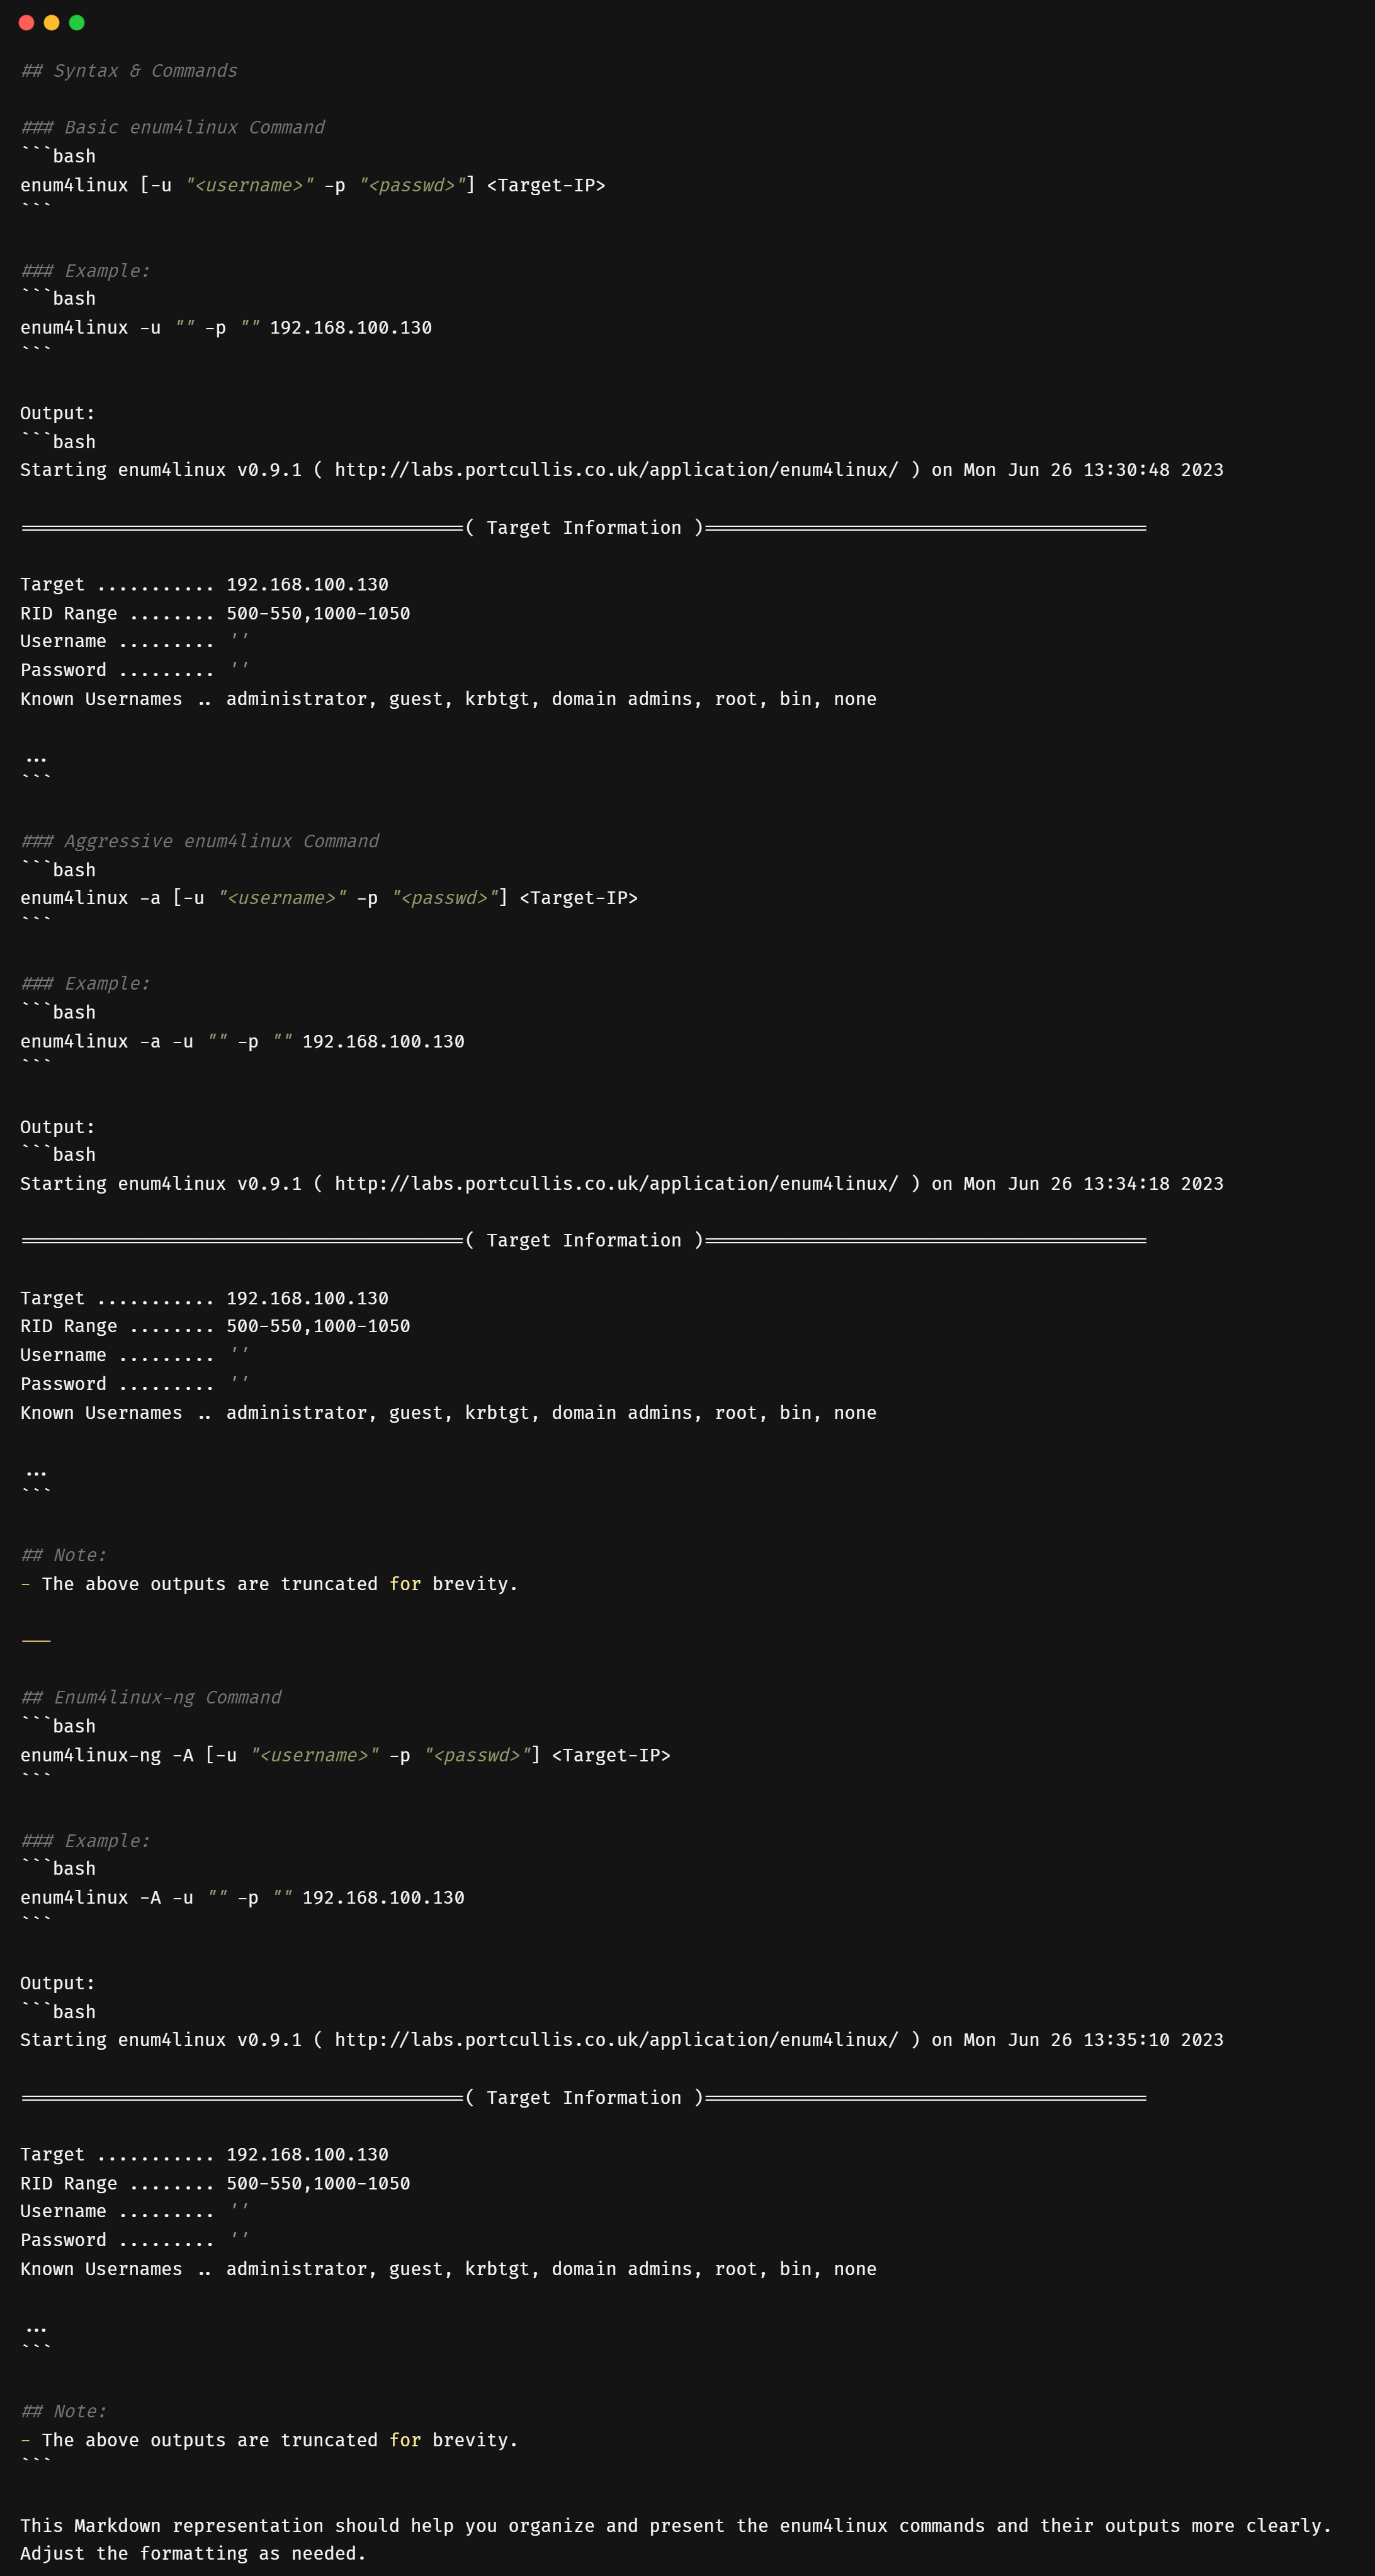 ## Syntax & Commands
### Basic enum4linux Command
```bash
enum4linux [-u "<username>" -p "<passwd>"] <Target-IP>
```
### Example:
```bash
enum4linux -u "" -p "" 192.168.100.130
```
Output:
```bash
Starting enum4linux v0.9.1 ( http://labs.portcullis.co.uk/application/enum4linux/ ) on Mon Jun 26 13:30:48 2023
=========================================( Target Information )=========================================
Target ........... 192.168.100.130
RID Range ........ 500-550,1000-1050
Username ......... ''
Password ......... ''
Known Usernames .. administrator, guest, krbtgt, domain admins, root, bin, none
...
```
### Aggressive enum4linux Command
```bash
enum4linux -a [-u "<username>" -p "<passwd>"] <Target-IP>
```
### Example:
```bash
enum4linux -a -u "" -p "" 192.168.100.130
```
Output:
```bash
Starting enum4linux v0.9.1 ( http://labs.portcullis.co.uk/application/enum4linux/ ) on Mon Jun 26 13:34:18 2023
=========================================( Target Information )=========================================
Target ........... 192.168.100.130
RID Range ........ 500-550,1000-1050
Username ......... ''
Password ......... ''
Known Usernames .. administrator, guest, krbtgt, domain admins, root, bin, none
...
```
## Note:
- The above outputs are truncated for brevity.
---
## Enum4linux-ng Command
```bash
enum4linux-ng -A [-u "<username>" -p "<passwd>"] <Target-IP>
```
### Example:
```bash
enum4linux -A -u "" -p "" 192.168.100.130
```
Output:
```bash
Starting enum4linux v0.9.1 ( http://labs.portcullis.co.uk/application/enum4linux/ ) on Mon Jun 26 13:35:10 2023
=========================================( Target Information )=========================================
Target ........... 192.168.100.130
RID Range ........ 500-550,1000-1050
Username ......... ''
Password ......... ''
Known Usernames .. administrator, guest, krbtgt, domain admins, root, bin, none
...
```
## Note:
- The above outputs are truncated for brevity.
```
This Markdown representation should help you organize and present the enum4linux commands and their outputs more clearly.
Adjust the formatting as needed.